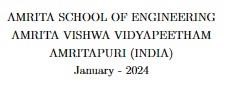 AMRITA SCHOOL OF ENGINEERING
AMRITA VISHWA VIDYAPEETHAM
AMRITAPURI (INDIA)
January - 2024